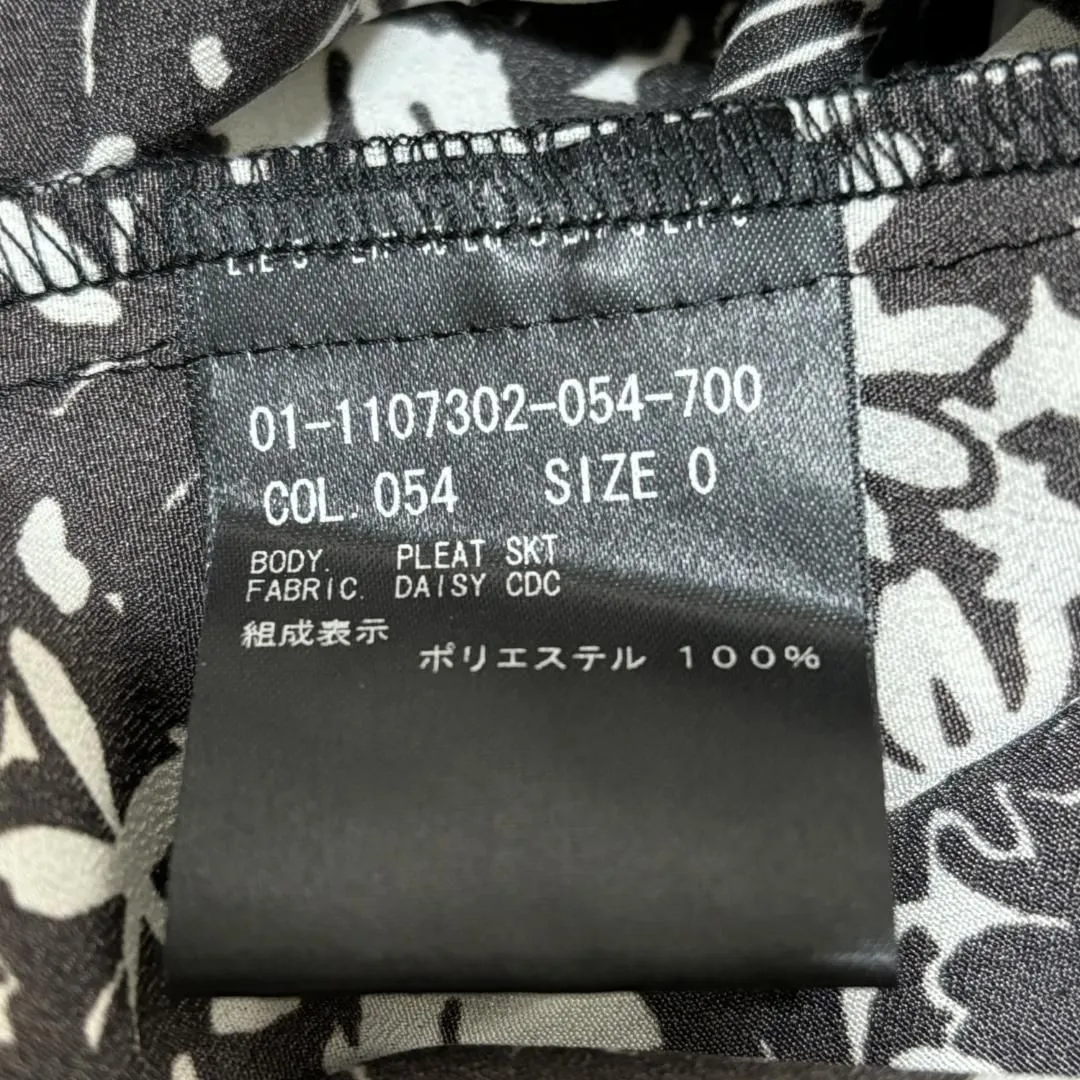 01-1107302-054-700
COL. 054 SIZE 0
BODY. PLEAT SKT
FABRIC. DAISY CDC
組成表示
ポリエステル 100%